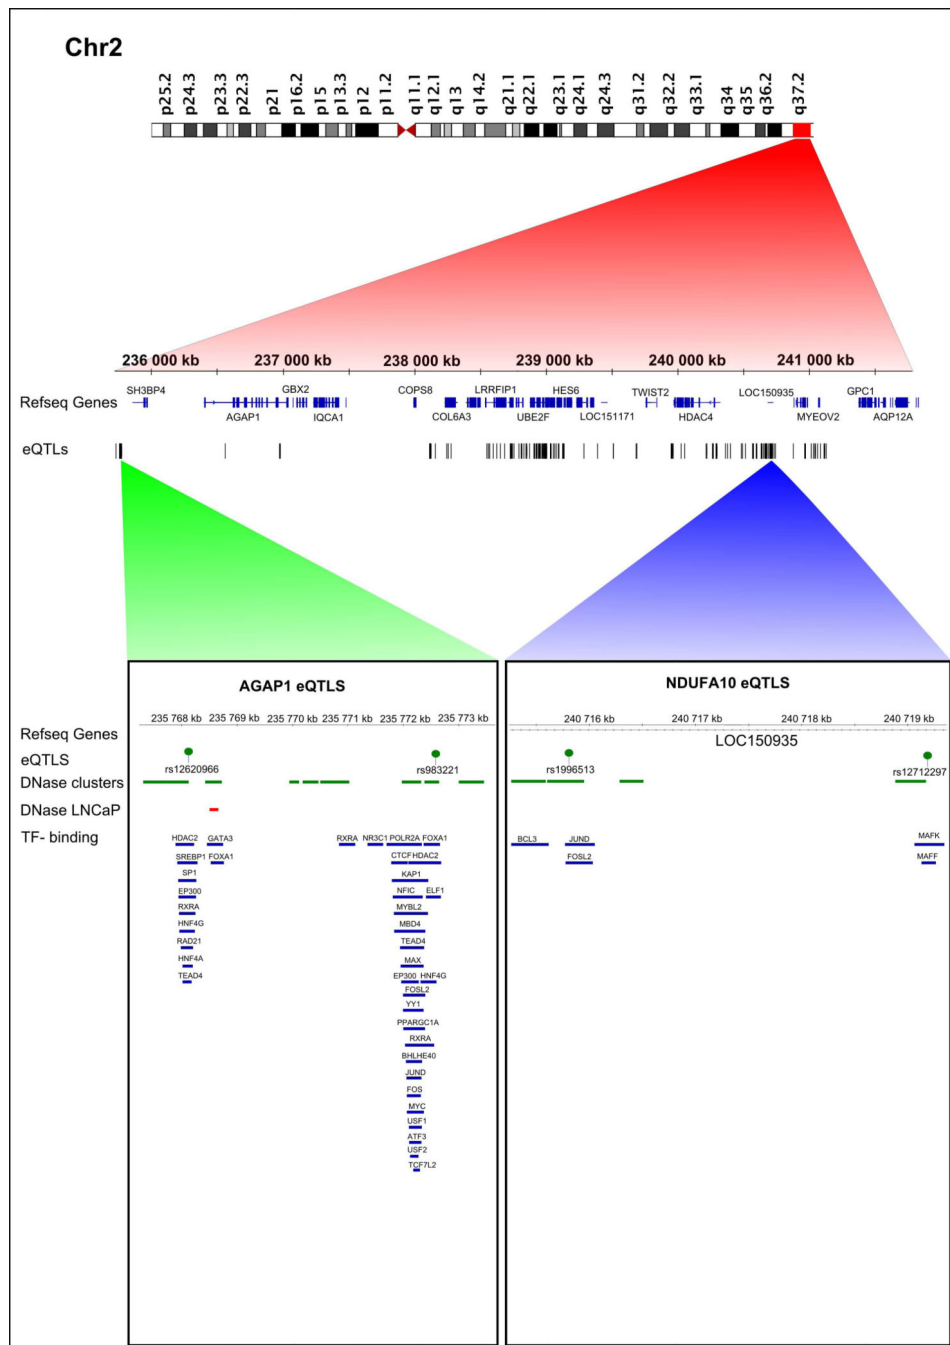 Chr2
p25.2 p24.3 p23.3 p22.3 p21 p16.2 p15 p13.3 p12 p11.2 q11.1 q12.1 q13 q14.2 q21.1 q22.1 q23.1 q24.1 q24.3 q31.2 q32.2 q33.1 q34 q35 q36.2 q37.2
236 000 kb 237 000 kb 238 000 kb 239 000 kb 240 000 kb 241 000 kb
SH3BP4 GBX2 COPS8 LRRFIP1 HES6 TWIST2 LOC150935 GPC1
Refseq Genes
AGAP1 IQCA1 COL6A3 UBE2F LOC151171 HDAC4 MYEOV2 AQP12A
eQTLs
AGAP1 eQTLS NDUFA10 eQTLS
235 768 kb 235 769 kb 235 770 kb 235 771 kb 235 772 kb 235 773 kb 240 716 kb 240 717 kb 240 718 kb 240 719 kb
Refseq Genes LOC150935
eQTLS
rs12620966 rs983221 rs1996513 rs12712297
DNase clusters
DNase LNCaP
TF- binding HDAC2 GATA3 RXRA NR3C1 POLR2A FOXA1 BCL3 JUND MAFK
SREBP1 FOXA1 CTCF HDAC2 FOSL2 MAFF
SP1 KAP1
EP300 NFIC ELF1
RXRA MYBL2
HNF4G MBD4
RAD21 TEAD4
HNF4A MAX
TEAD4 EP300 HNF4G
FOSL2
YY1
PPARGC1A
RXRA
BHLHE40
JUND
FOS
MYC
USF1
ATF3
USF2
TCF7L2